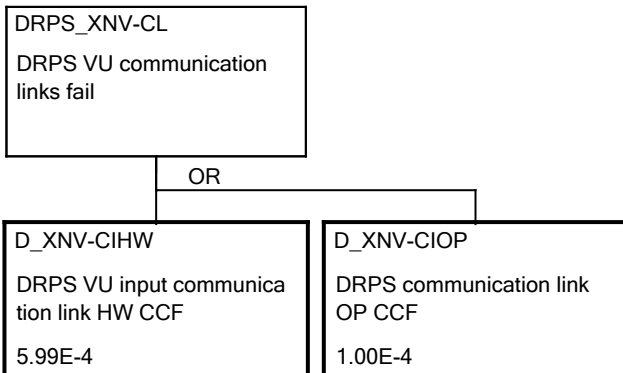 DRPS_XNV-CL
DRPS VU communication
links fail
OR
D_XNV-CIHW
DRPS VU input communica
tion link HW CCF
5.99E-4
D_XNV-CIOP
DRPS communication link
OP CCF
1.00E-4